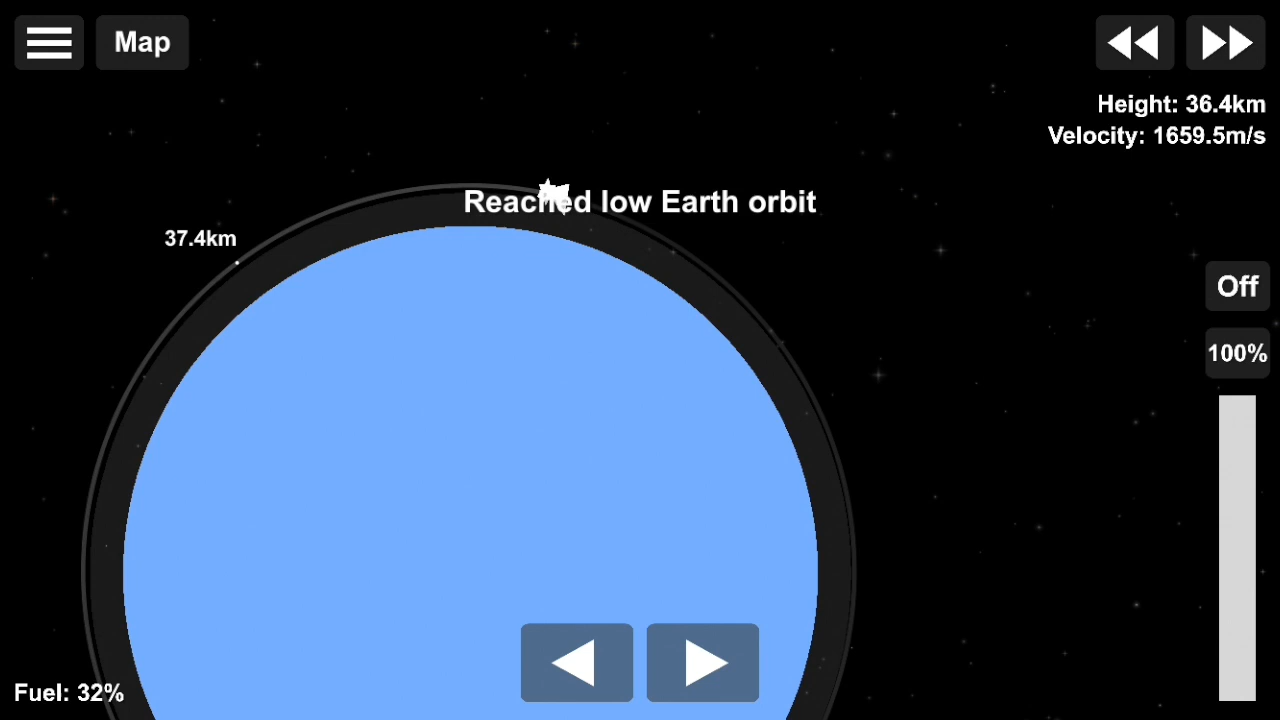 Map
Height: 36.4km
Velocity: 1659.5m/s
Reached low Earth orbit
37.4km
Off
100%
Fuel: 32%